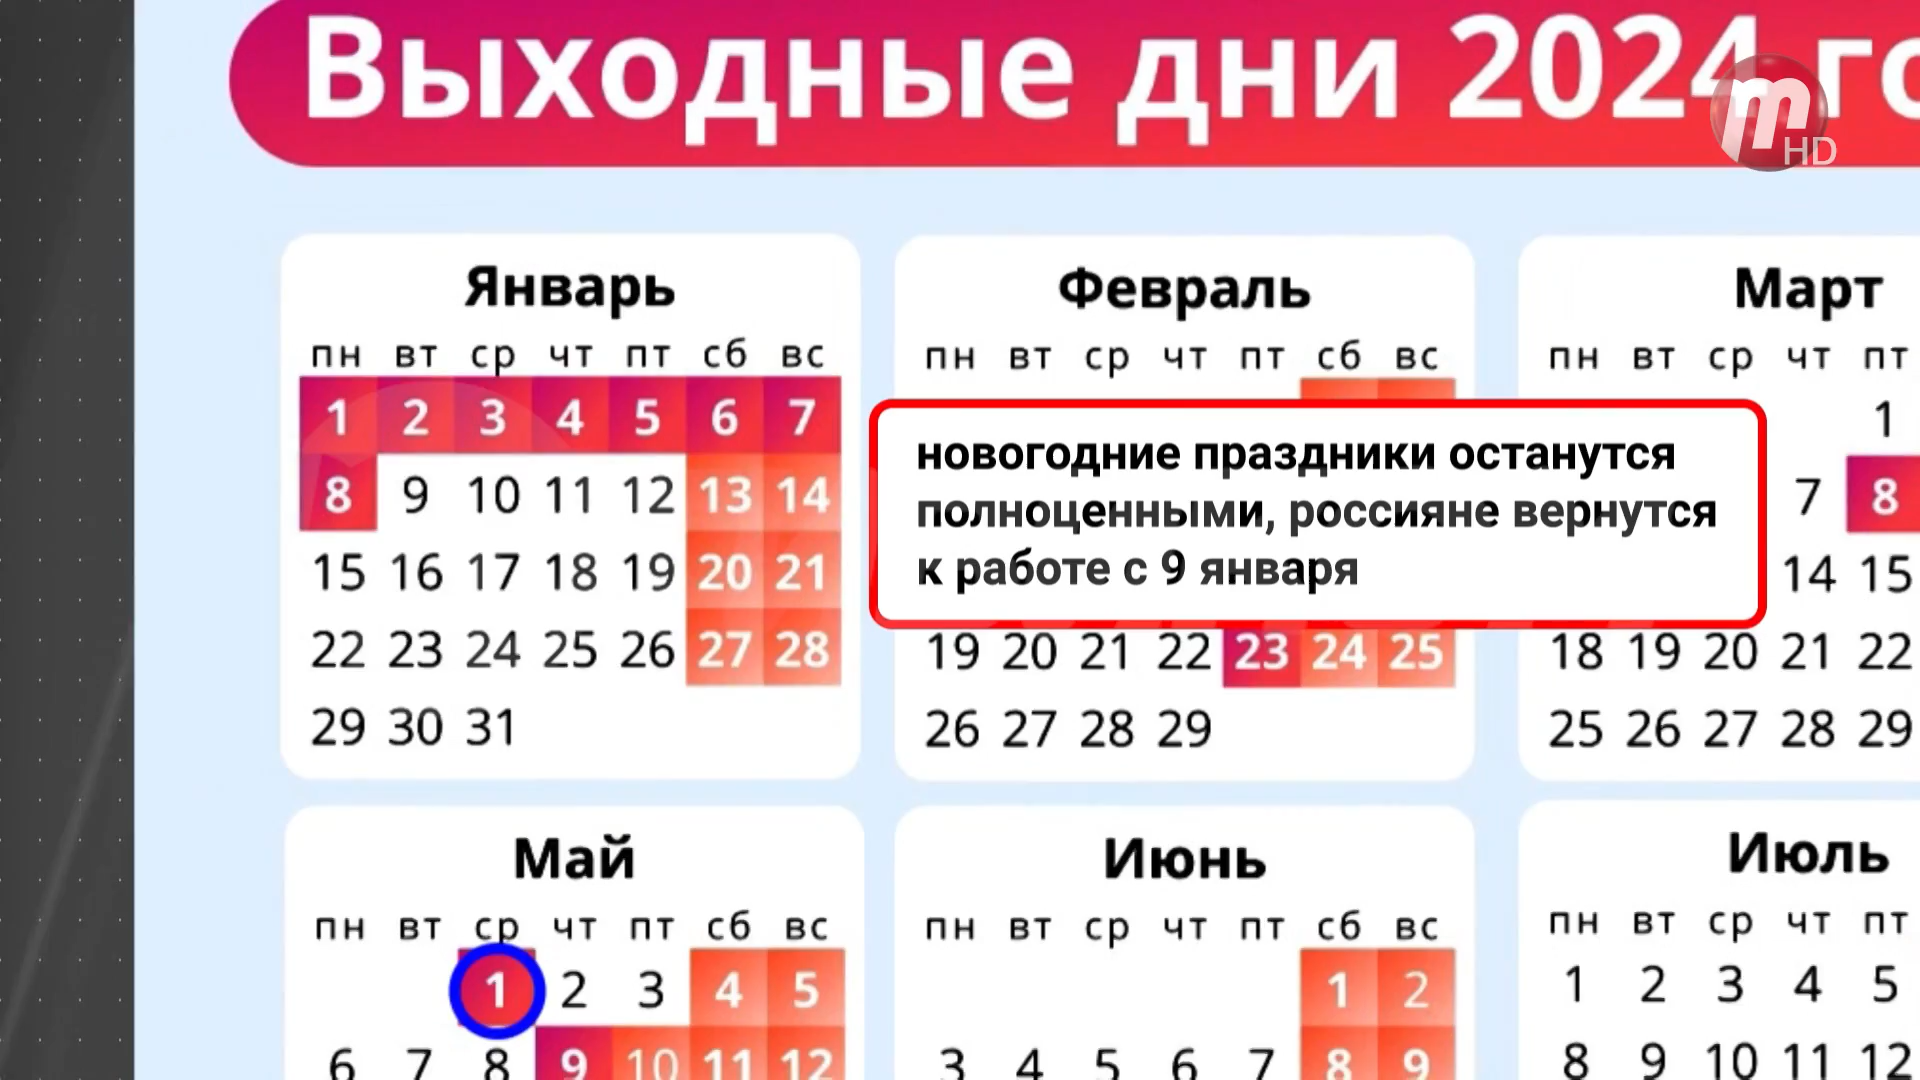 Выходные дни 2024 го
m HD
Январь
пн вт ср чт пт сб вс
1 2 3 4 5 6 7
8 9 10 11 12 13 14
15 16 17 18 19 20 21
22 23 24 25 26 27 28
29 30 31
Февраль
пн вт ср чт пт сб вс
новогодние праздники останутся
полноценными, россияне вернутся
к работе с 9 января
19 20 21 22 23 24 25
26 27 28 29
Март
пн вт ср чт пт
1
7 8
14 15
18 19 20 21 22
25 26 27 28 29
Май
пн вт ср чт пт сб вс
1 2 3 4 5
6 7 8 9 10 11 12
Июнь
пн вт ср чт пт сб вс
1 2
3 4 5 6 7 8 9
Июль
пн вт ср чт пт
1 2 3 4 5
8 9 10 11 12